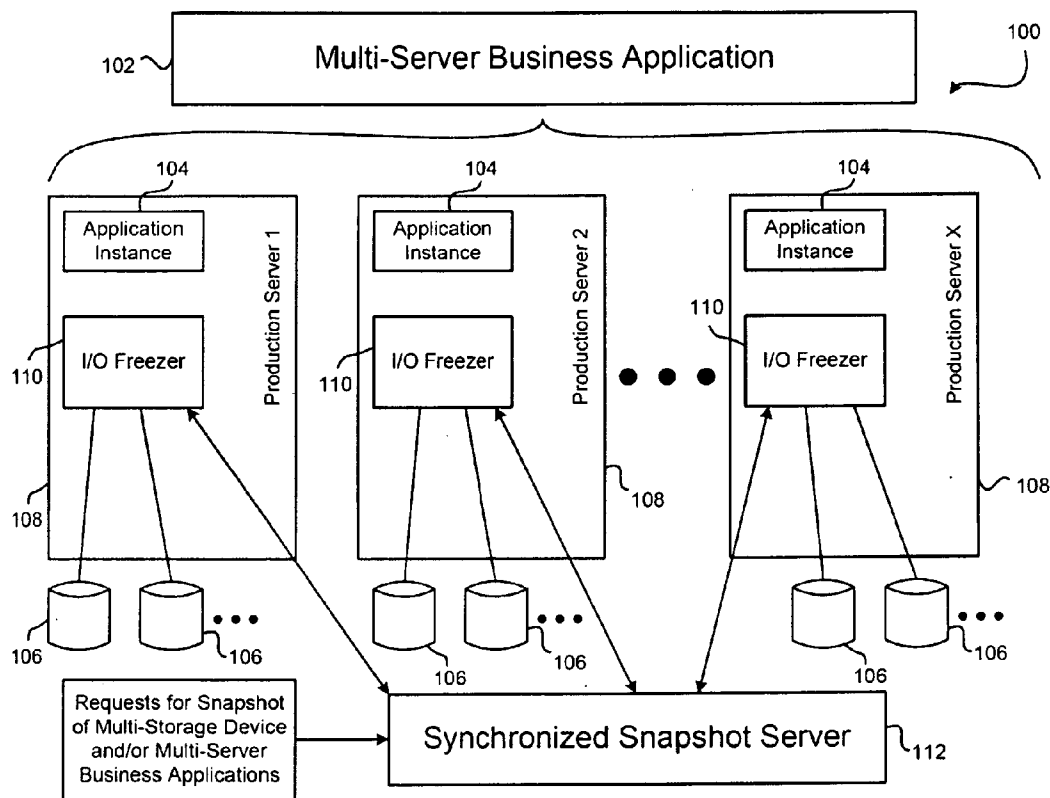 Multi-Server Business Application
102
100
104
Application
Instance
I/O Freezer
110
Production Server 1
108
106
106
104
Application
Instance
I/O Freezer
110
Production Server 2
108
106
106
104
Application
Instance
110
I/O Freezer
Production Server X
108
106
106
Requests for Snapshot
of Multi-Storage Device
and/or Multi-Server
Business Applications
Synchronized Snapshot Server
112